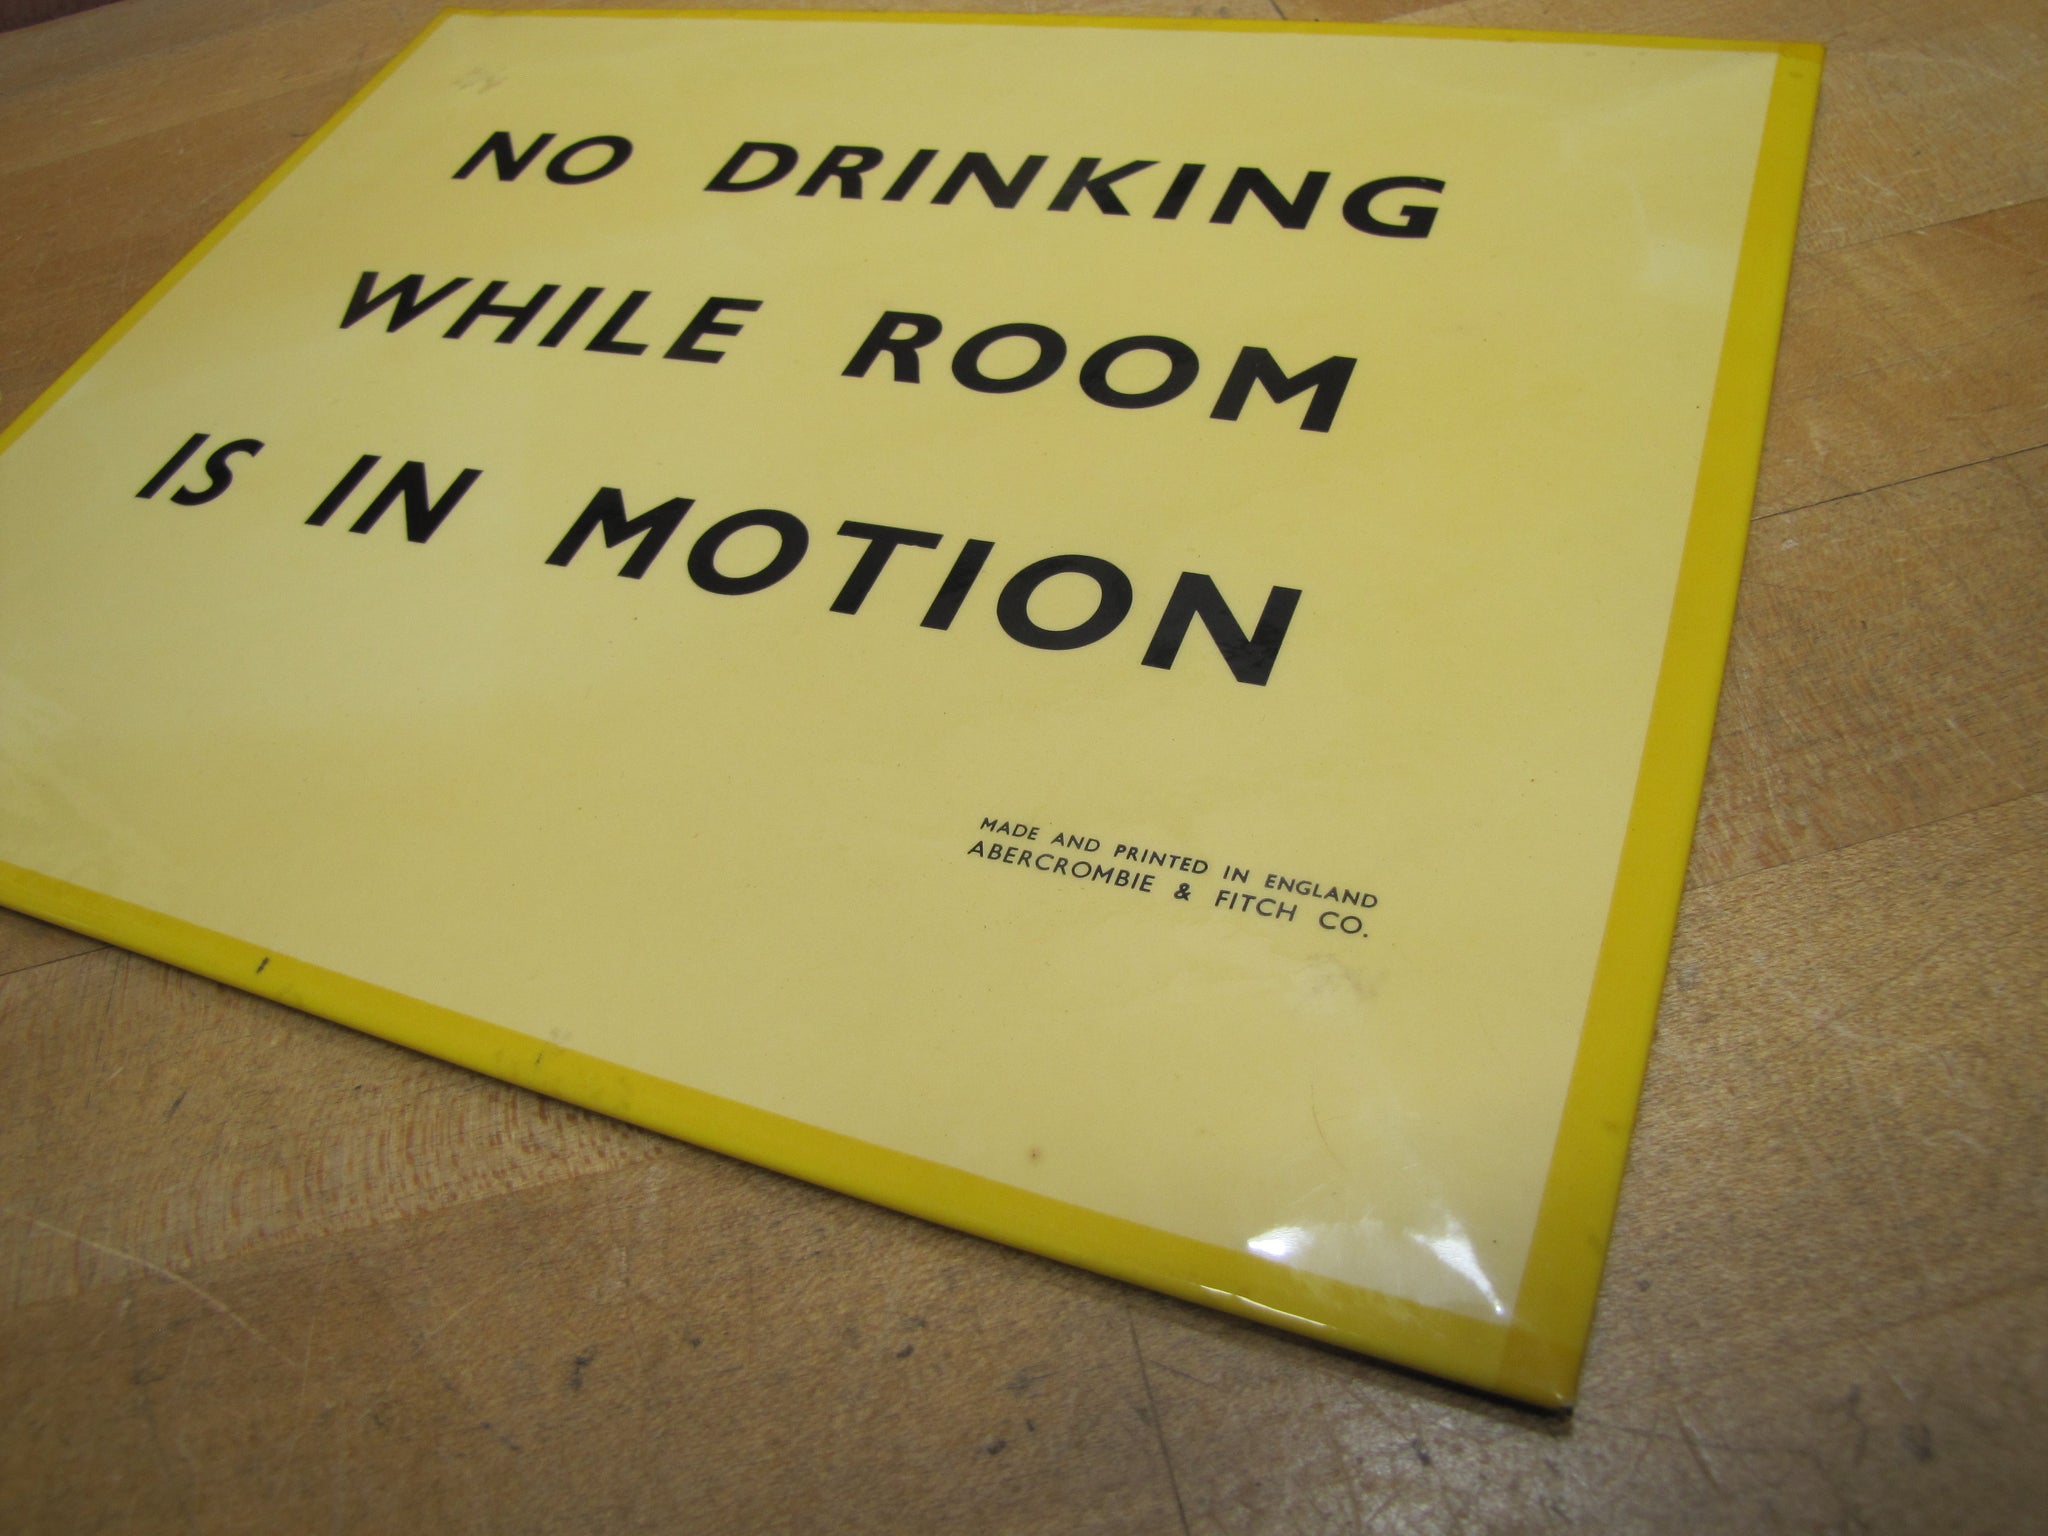 NO DRINKING
WHILE ROOM
IS IN MOTION
MADE AND PRINTED IN ENGLAND
ABERCROMBIE & FITCH CO.